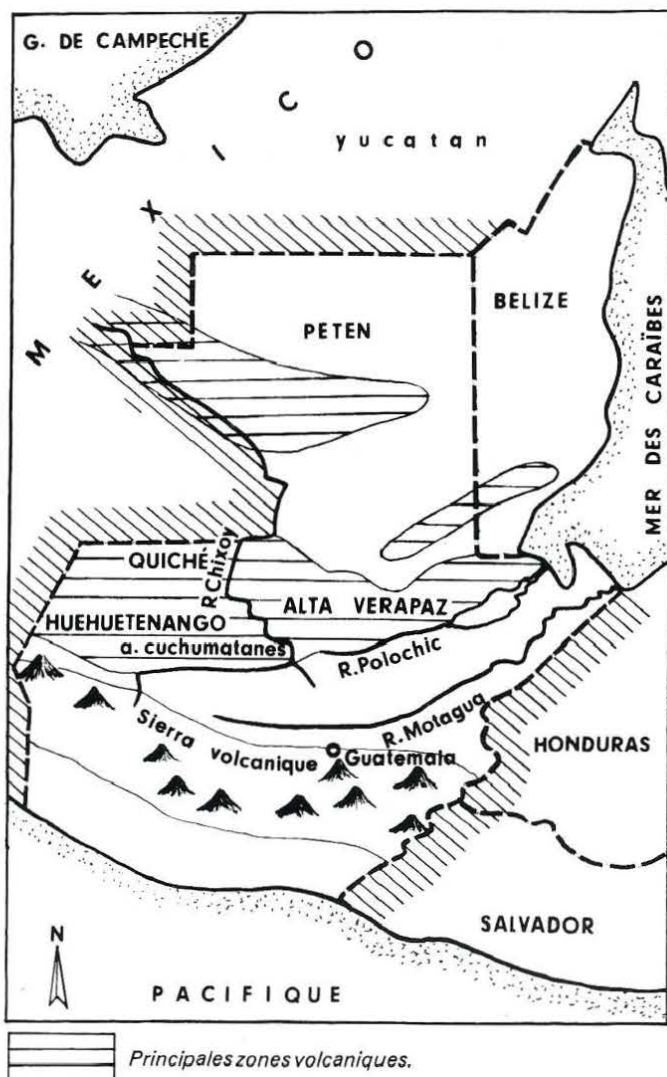 G. DE CAMPECHE
MEXICO
yucatan
BELIZE
PETEN
MER DES CARAÏBES
QUICHÉ
R. Chixoy
ALTA VERAPAZ
HUEHUETENANGO
a. cuchumatanes
R. Polochic
R. Motagua
Sierra volcanique
Guatemala
HONDURAS
SALVADOR
N
PACIFIQUE
Principales zones volcaniques.